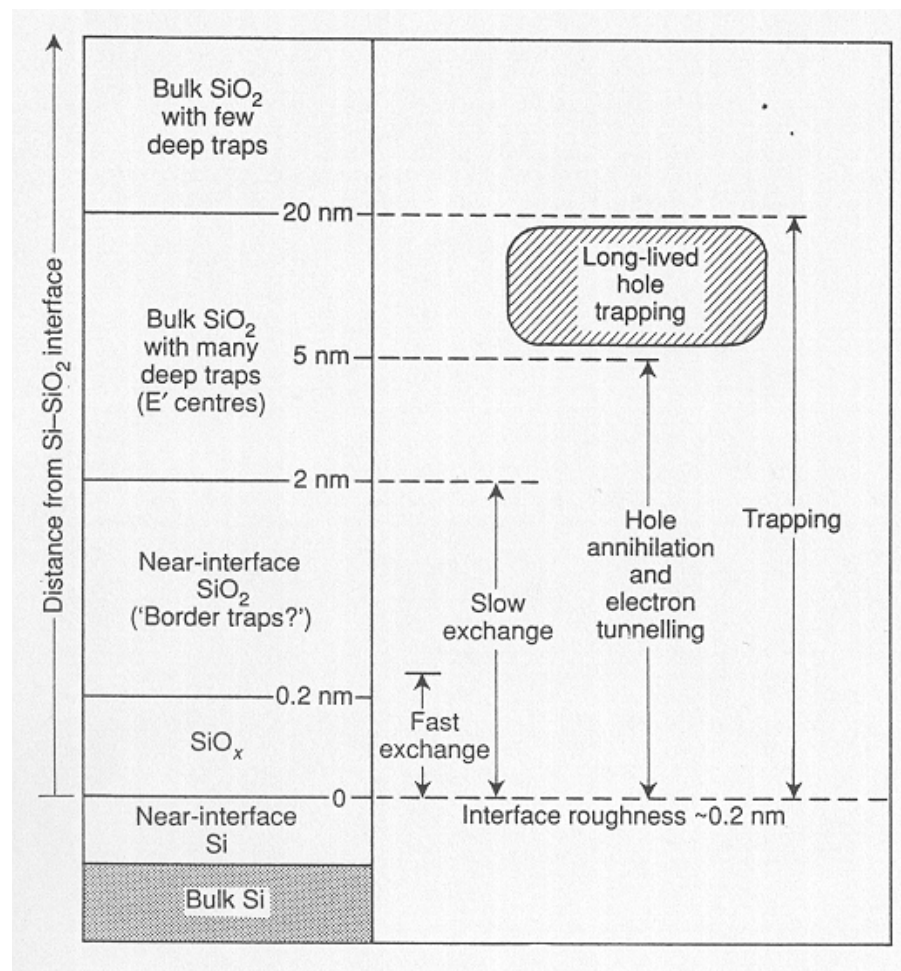 Distance from Si–SiO₂ interface
Bulk SiO₂
with few
deep traps
20 nm
Bulk SiO₂
with many
deep traps
(E′ centres)
5 nm
2 nm
Near-interface
SiO₂
(‘Border traps?’)
0.2 nm
SiOₓ
0
Near-interface
Si
Bulk Si
Long-lived
hole
trapping
Fast
exchange
Slow
exchange
Hole
annihilation
and
electron
tunnelling
Trapping
Interface roughness ~0.2 nm